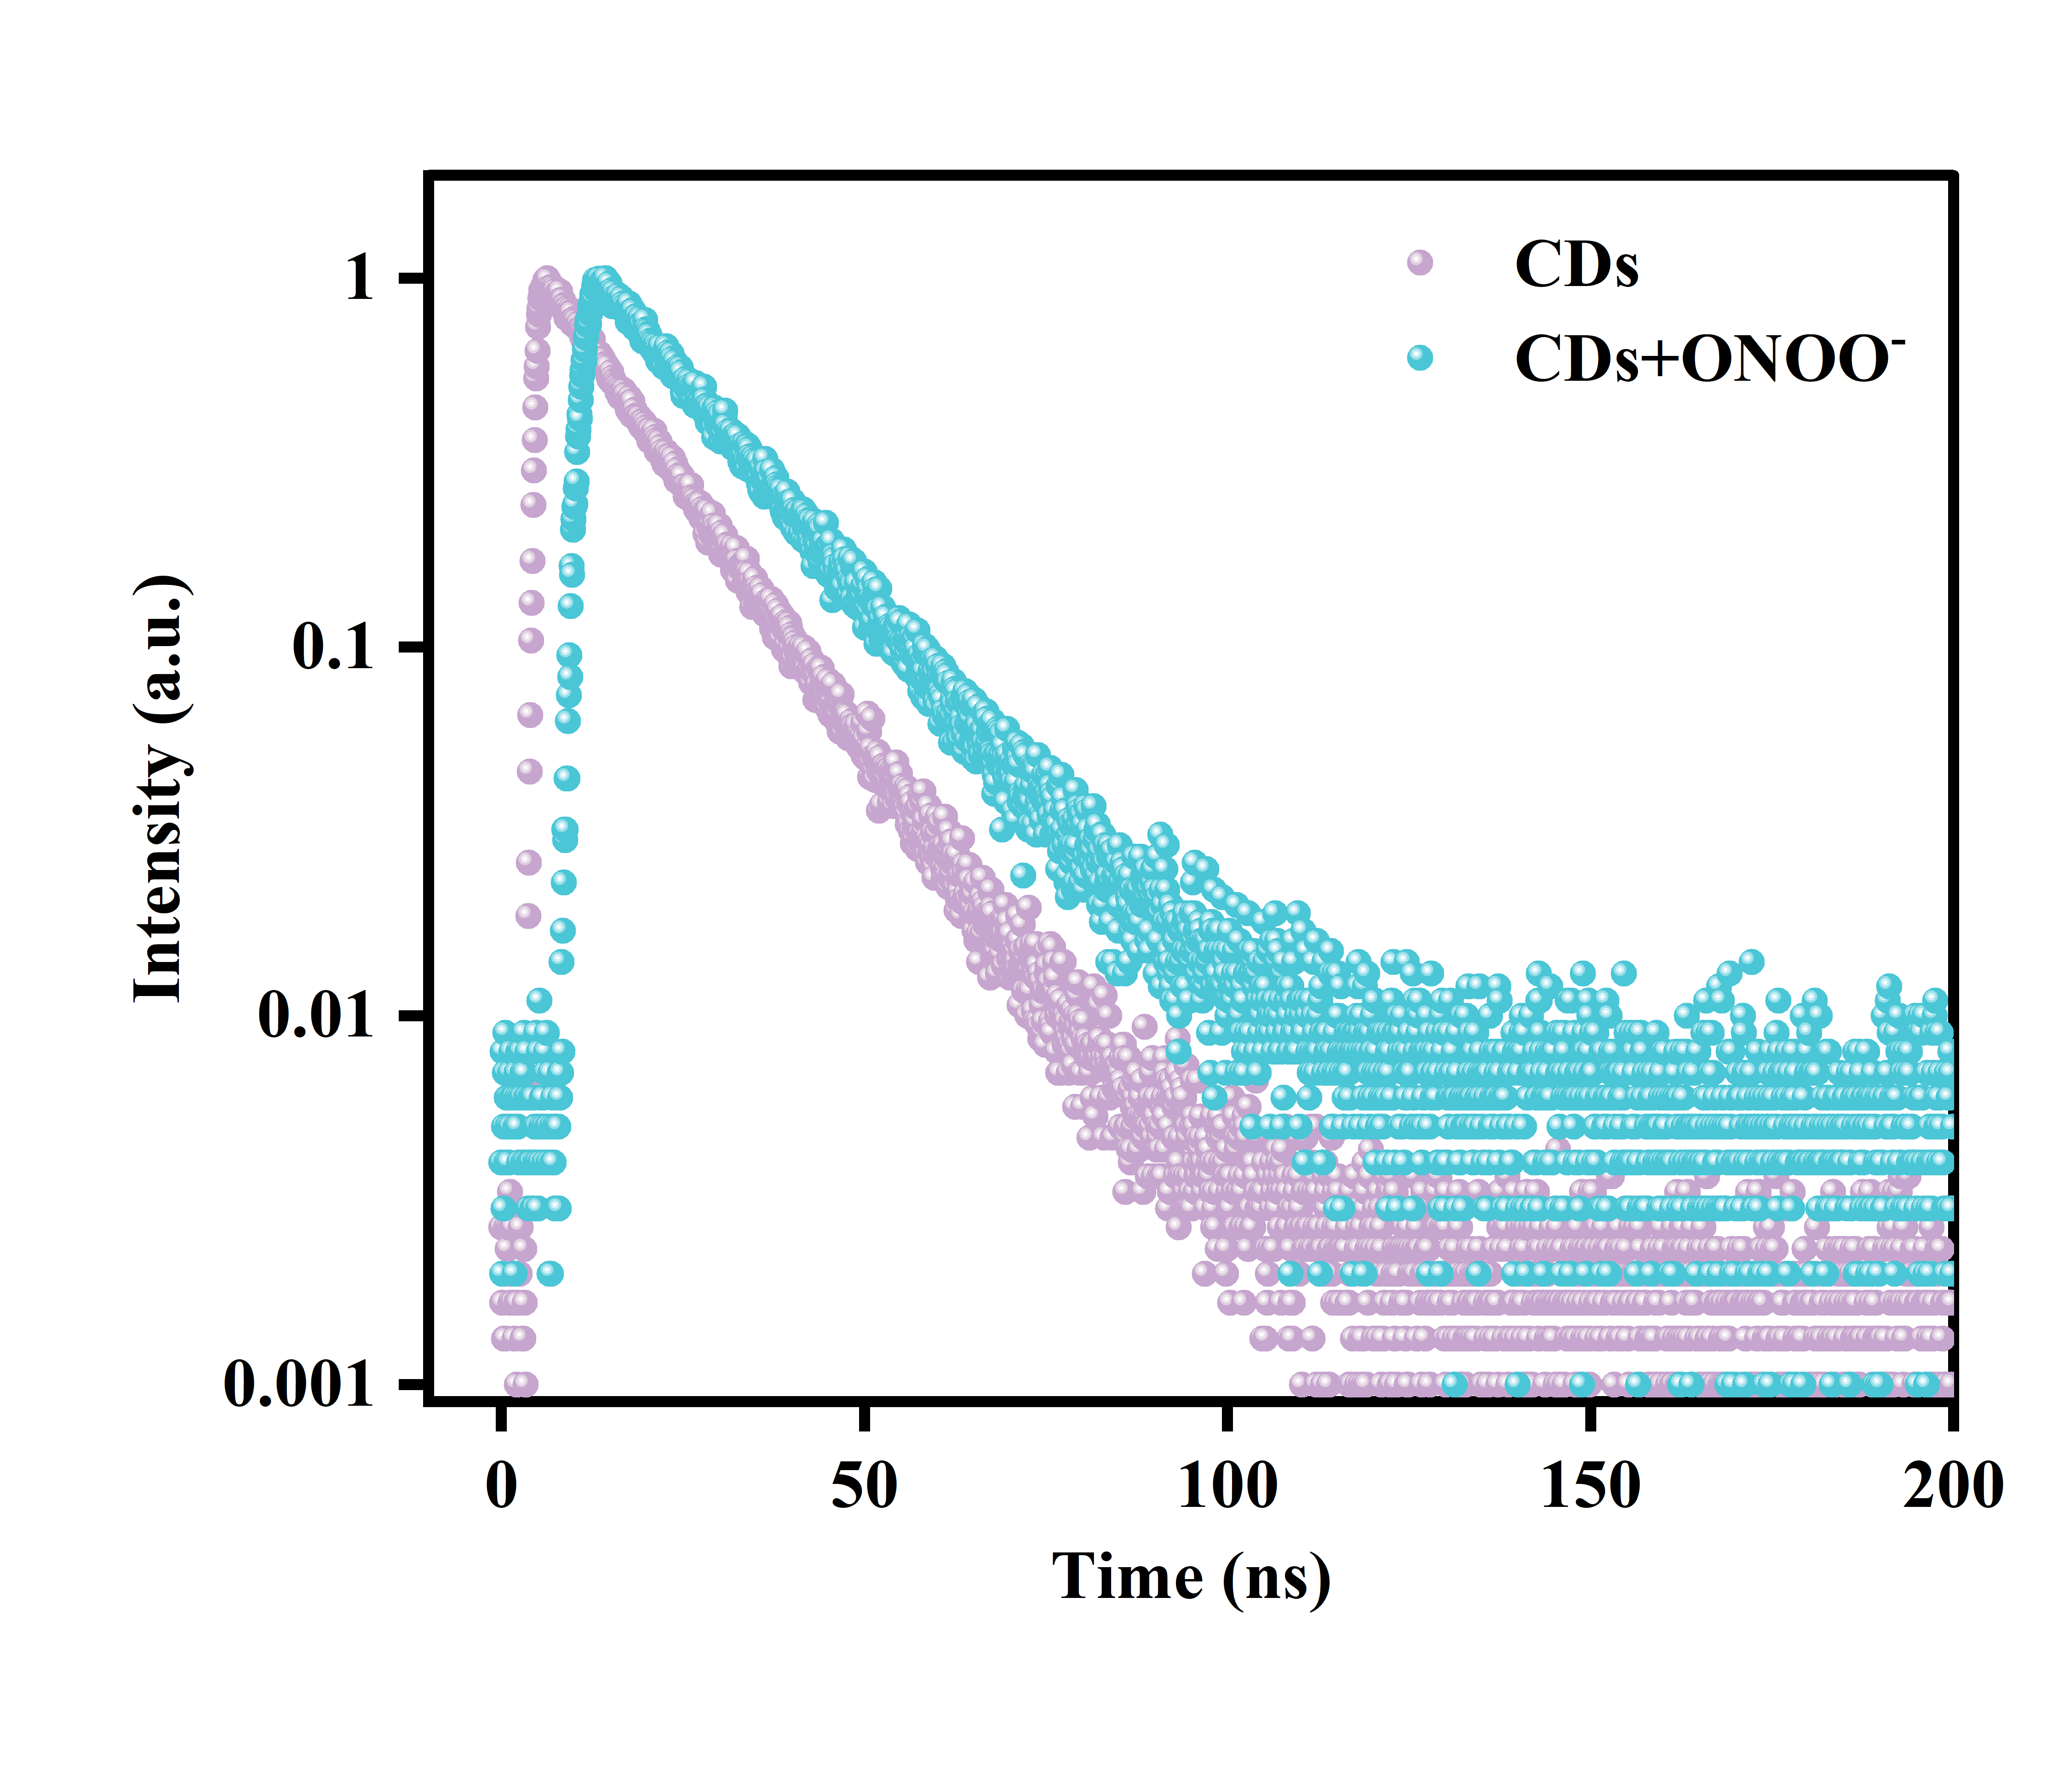 CDs
CDs+ONOO⁻
1
0.1
0.01
0.001
Intensity (a.u.)
0 50 100 150 200
Time (ns)